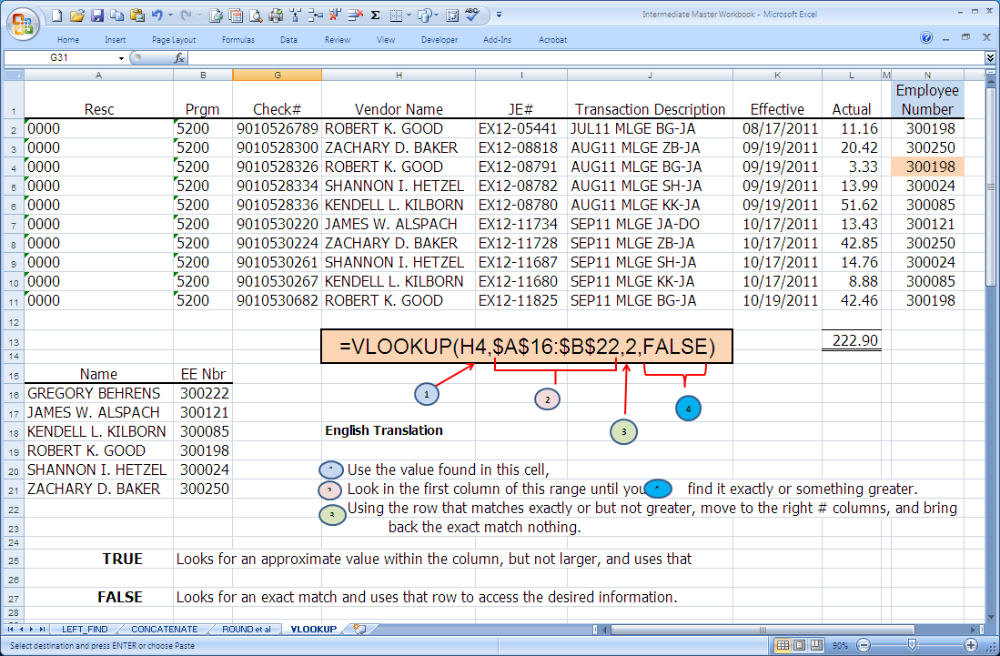 Intermediate Master Workbook - Microsoft Excel
Home Insert Page Layout Formulas Data Review View Developer Add-Ins Acrobat
G31 fx
A B G H I J K L M N
Employee
1 Resc Prgm Check# Vendor Name JE# Transaction Description Effective Actual Number
2 0000 5200 9010526789 ROBERT K. GOOD EX12-05441 JUL11 MLGE BG-JA 08/17/2011 11.16 300198
3 0000 5200 9010528300 ZACHARY D. BAKER EX12-08818 AUG11 MLGE ZB-JA 09/19/2011 20.42 300250
4 0000 5200 9010528326 ROBERT K. GOOD EX12-08791 AUG11 MLGE BG-JA 09/19/2011 3.33 300198
5 0000 5200 9010528334 SHANNON I. HETZEL EX12-08782 AUG11 MLGE SH-JA 09/19/2011 13.99 300024
6 0000 5200 9010528336 KENDELL L. KILBORN EX12-08780 AUG11 MLGE KK-JA 09/19/2011 51.62 300085
7 0000 5200 9010530220 JAMES W. ALSPACH EX12-11734 SEP11 MLGE JA-DO 10/17/2011 13.43 300121
8 0000 5200 9010530224 ZACHARY D. BAKER EX12-11728 SEP11 MLGE ZB-JA 10/17/2011 42.85 300250
9 0000 5200 9010530261 SHANNON I. HETZEL EX12-11687 SEP11 MLGE SH-JA 10/17/2011 14.76 300024
10 0000 5200 9010530267 KENDELL L. KILBORN EX12-11680 SEP11 MLGE KK-JA 10/17/2011 8.88 300085
11 0000 5200 9010530682 ROBERT K. GOOD EX12-11825 SEP11 MLGE BG-JA 10/19/2011 42.46 300198
12
13 =VLOOKUP(H4,$A$16:$B$22,2,FALSE) 222.90
14
15 Name EE Nbr
16 GREGORY BEHRENS 300222 1 2 4
17 JAMES W. ALSPACH 300121
18 KENDELL L. KILBORN 300085 English Translation 3
19 ROBERT K. GOOD 300198
20 SHANNON I. HETZEL 300024 Use the value found in this cell,
21 ZACHARY D. BAKER 300250 Look in the first column of this range until you find it exactly or something greater.
22 3 Using the row that matches exactly or but not greater, move to the right # columns, and bring
23 back the exact match nothing.
24
25 TRUE Looks for an approximate value within the column, but not larger, and uses that
26
27 FALSE Looks for an exact match and uses that row to access the desired information.
28
LEFT_FIND CONCATENATE ROUND et al VLOOKUP
Select destination and press ENTER or choose Paste 90%